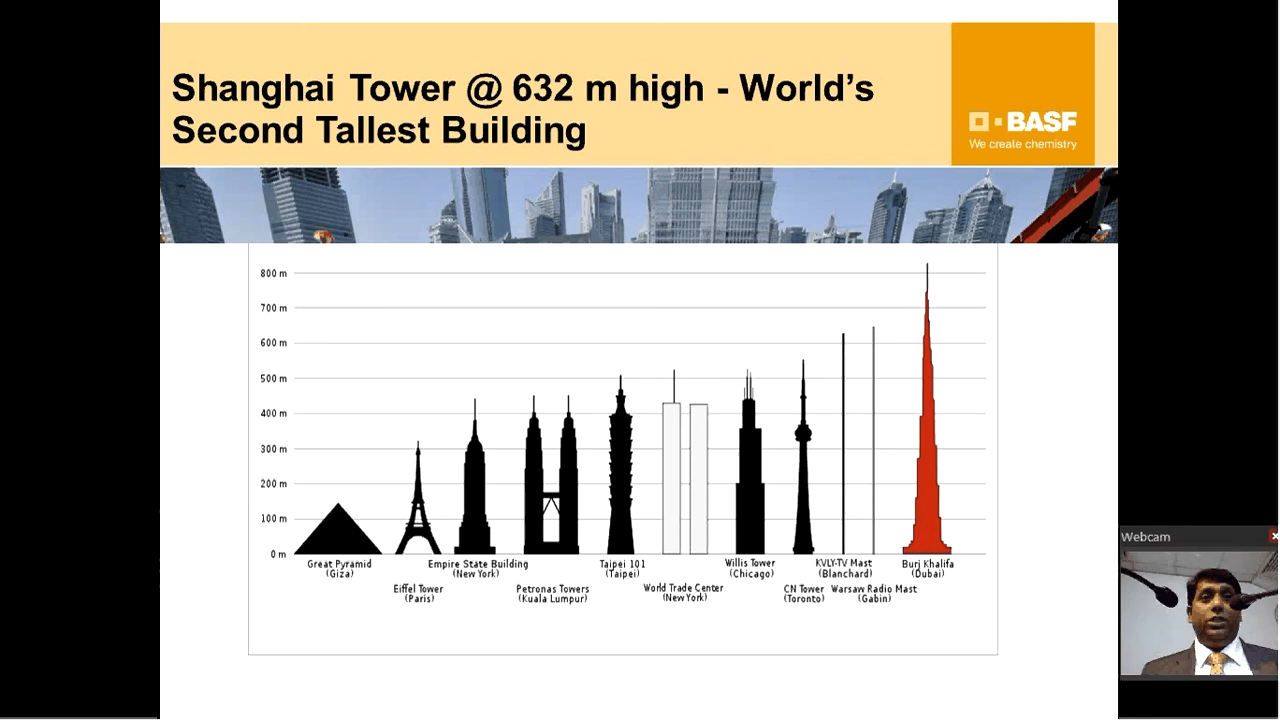 Shanghai Tower @ 632 m high - World's
Second Tallest Building
BASF
We create chemistry
800 m
700 m
600 m
500 m
400 m
300 m
200 m
100 m
0 m
Great Pyramid
(Giza)
Eiffel Tower
(Paris)
Empire State Building
(New York)
Petronas Towers
(Kuala Lumpur)
Taipei 101
(Taipei)
World Trade Center
(New York)
Willis Tower
(Chicago)
CN Tower
(Toronto)
KVLY-TV Mast
(Blanchard)
Warsaw Radio Mast
(Gabin)
Burj Khalifa
(Dubai)
Webcam